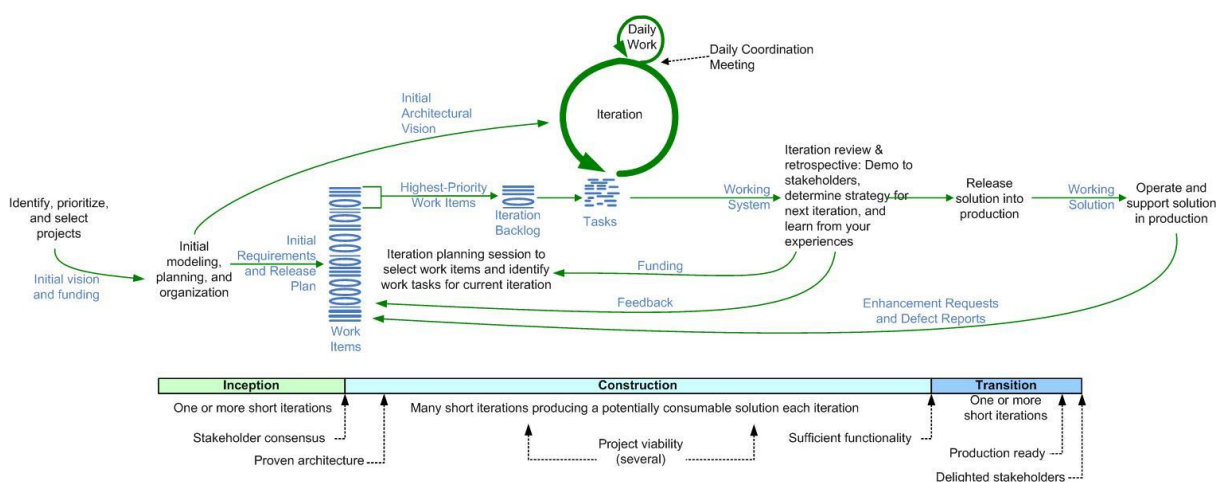 Daily
Work
Daily Coordination
Meeting
Initial
Architectural
Vision
Iteration
Identify, prioritize,
and select
projects
Initial vision
and funding
Initial
modeling,
planning, and
organization
Initial
Requirements
and Release
Plan
Work
Items
Highest-Priority
Work Items
Iteration
Backlog
Tasks
Working
System
Iteration review &
retrospective: Demo to
stakeholders,
determine strategy for
next iteration, and
learn from your
experiences
Release
solution into
production
Working
Solution
Operate and
support solution
in production
Iteration planning session to
select work items and identify
work tasks for current iteration
Funding
Feedback
Enhancement Requests
and Defect Reports
Inception
Construction
Transition
One or more short iterations
Many short iterations producing a potentially consumable solution each iteration
One or more
short iterations
Stakeholder consensus
Proven architecture
Project viability
(several)
Sufficient functionality
Production ready
Delighted stakeholders